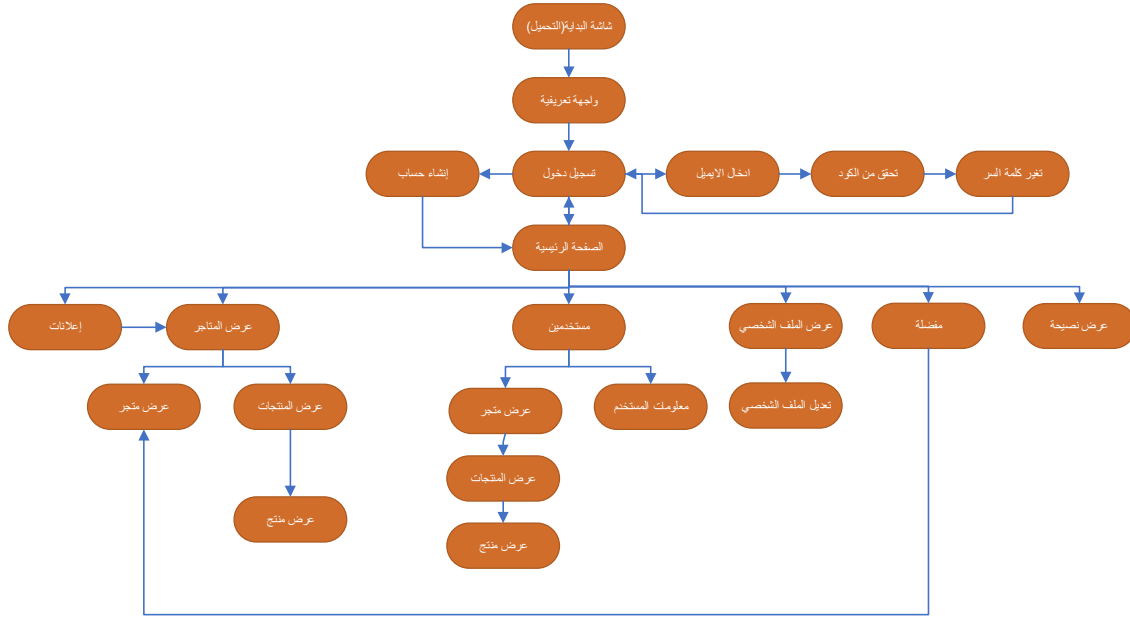 شاشة البداية(التحميل)
واجهة تعريفية
إنشاء حساب
تسجيل دخول
ادخال الايميل
تحقق من الكود
تغير كلمة السر
الصفحة الرئيسية
إعلانات
عرض المتاجر
مستخدمين
عرض الملف الشخصي
مفضلة
عرض نصيحة
عرض متجر
عرض المنتجات
عرض متجر
معلومات المستخدم
تعديل الملف الشخصي
عرض المنتجات
عرض منتج
عرض منتج